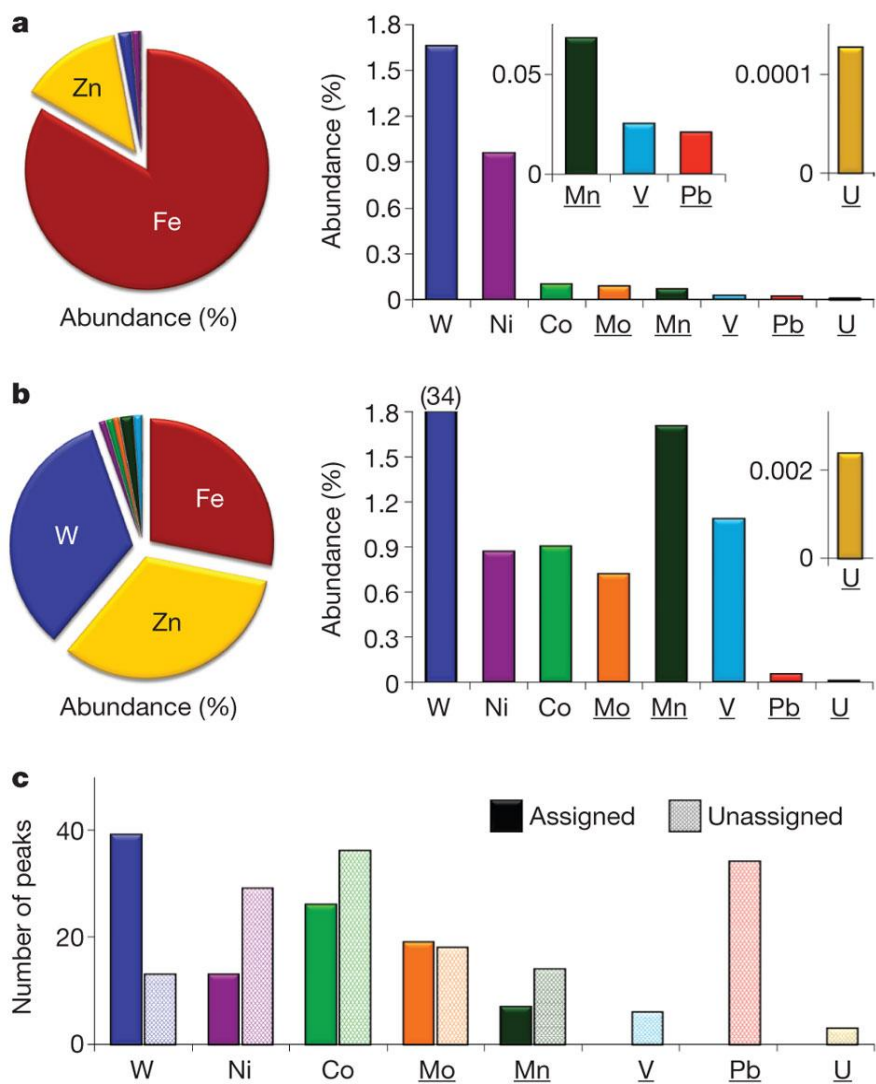 a
Zn
Fe
Abundance (%)
Abundance (%)
1.8
1.5
1.2
0.9
0.6
0.3
0
W Ni Co Mo Mn V Pb U
0.05
0
Mn V Pb
0.0001
0
U
b
W
Fe
Zn
Abundance (%)
Abundance (%)
(34)
1.8
1.5
1.2
0.9
0.6
0.3
0
W Ni Co Mo Mn V Pb U
0.002
0
U
c
Number of peaks
40
20
0
Assigned Unassigned
W Ni Co Mo Mn V Pb U